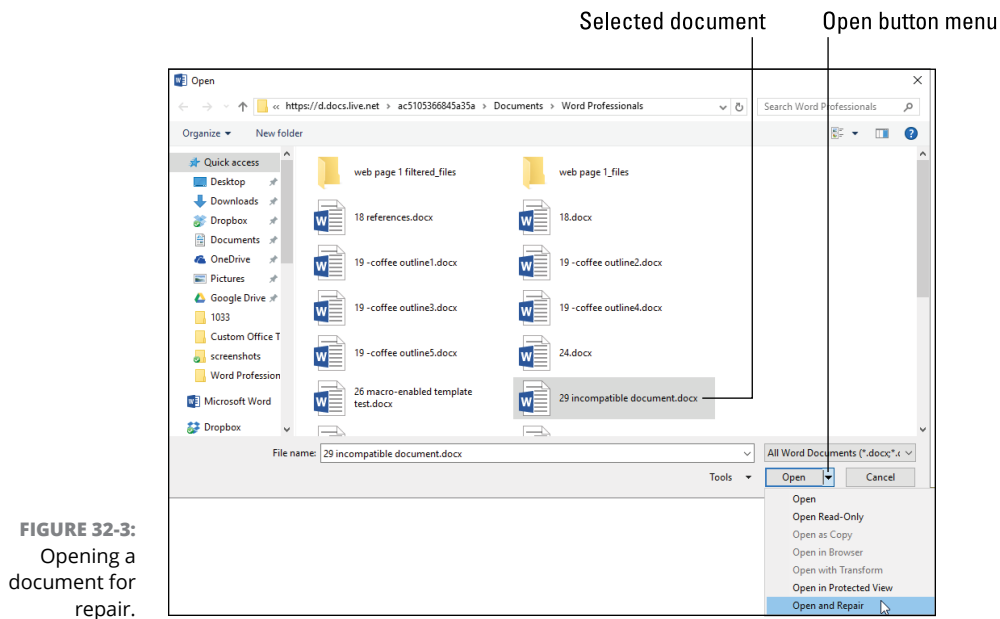 Selected document Open button menu
Open
« https://d.docs.live.net › ac5105366845a35a › Documents › Word Professionals
Search Word Professionals
Organize New folder
Quick access
Desktop
Downloads
Dropbox
Documents
OneDrive
Pictures
Google Drive
1033
Custom Office T
screenshots
Word Profession
Microsoft Word
Dropbox
web page 1 filtered_files
web page 1_files
18 references.docx
18.docx
19 -coffee outline1.docx
19 -coffee outline2.docx
19 -coffee outline3.docx
19 -coffee outline4.docx
19 -coffee outline5.docx
24.docx
26 macro-enabled template
test.docx
29 incompatible document.docx
File name: 29 incompatible document.docx
All Word Documents (*.docx;*.c
Tools Open Cancel
Open
Open Read-Only
Open as Copy
Open in Browser
Open with Transform
Open in Protected View
Open and Repair
FIGURE 32-3:
Opening a
document for
repair.